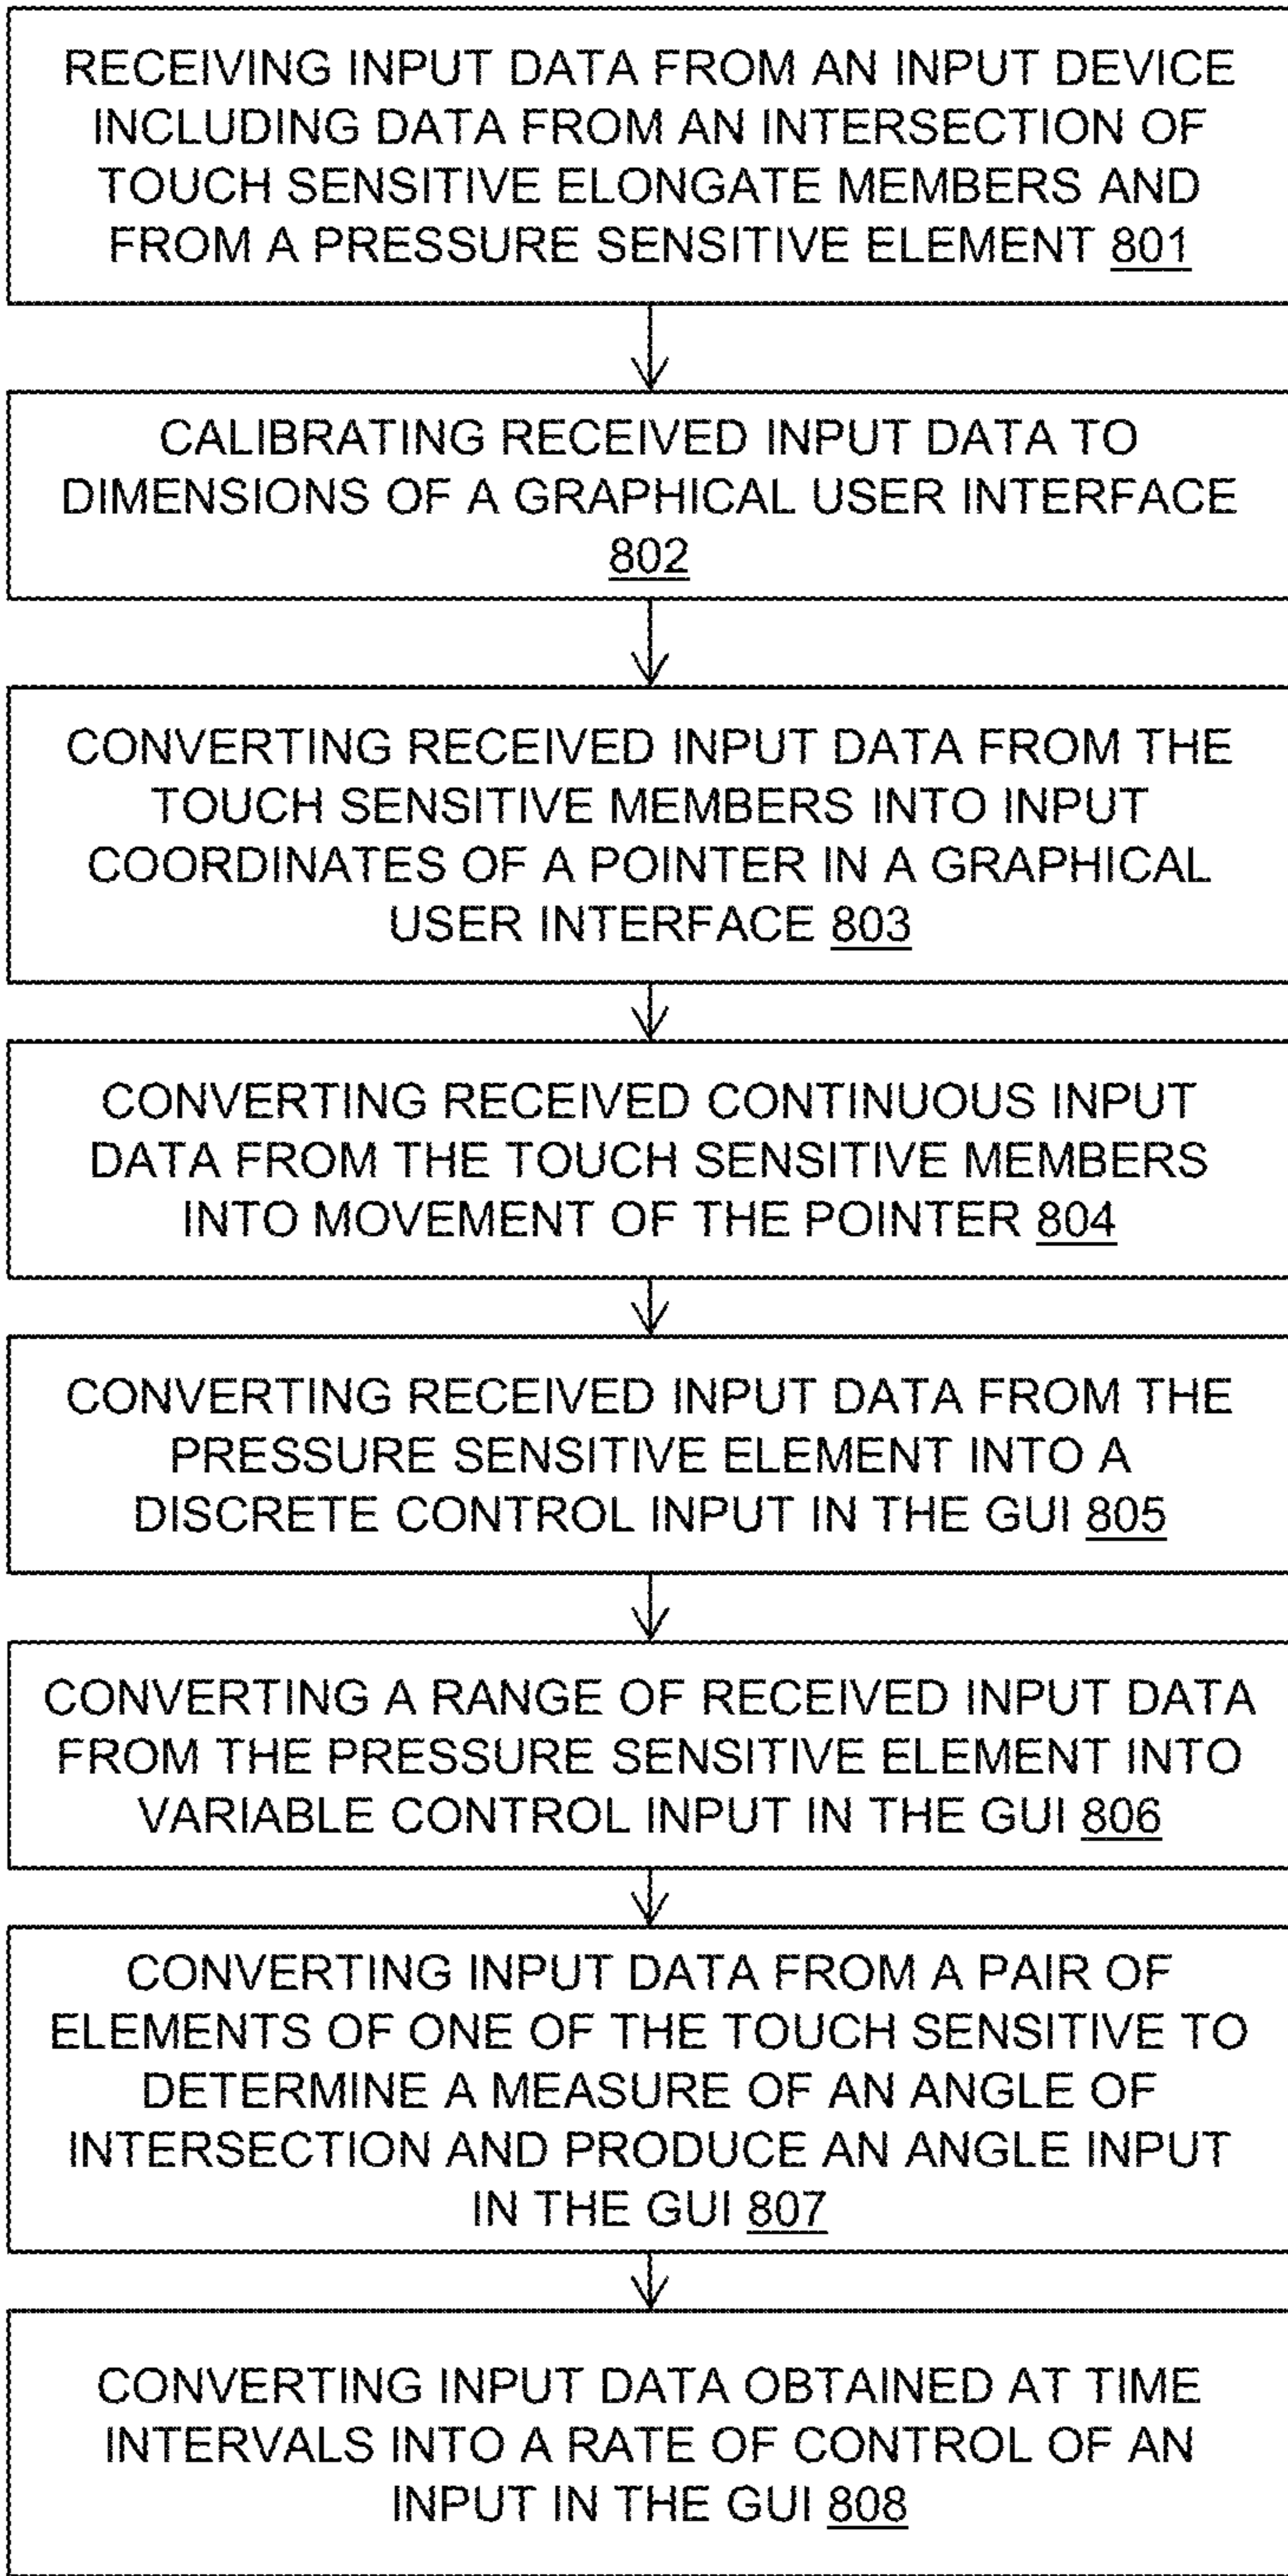 RECEIVING INPUT DATA FROM AN INPUT DEVICE
INCLUDING DATA FROM AN INTERSECTION OF
TOUCH SENSITIVE ELONGATE MEMBERS AND
FROM A PRESSURE SENSITIVE ELEMENT 801
CALIBRATING RECEIVED INPUT DATA TO
DIMENSIONS OF A GRAPHICAL USER INTERFACE
802
CONVERTING RECEIVED INPUT DATA FROM THE
TOUCH SENSITIVE MEMBERS INTO INPUT
COORDINATES OF A POINTER IN A GRAPHICAL
USER INTERFACE 803
CONVERTING RECEIVED CONTINUOUS INPUT
DATA FROM THE TOUCH SENSITIVE MEMBERS
INTO MOVEMENT OF THE POINTER 804
CONVERTING RECEIVED INPUT DATA FROM THE
PRESSURE SENSITIVE ELEMENT INTO A
DISCRETE CONTROL INPUT IN THE GUI 805
CONVERTING A RANGE OF RECEIVED INPUT DATA
FROM THE PRESSURE SENSITIVE ELEMENT INTO
VARIABLE CONTROL INPUT IN THE GUI 806
CONVERTING INPUT DATA FROM A PAIR OF
ELEMENTS OF ONE OF THE TOUCH SENSITIVE TO
DETERMINE A MEASURE OF AN ANGLE OF
INTERSECTION AND PRODUCE AN ANGLE INPUT
IN THE GUI 807
CONVERTING INPUT DATA OBTAINED AT TIME
INTERVALS INTO A RATE OF CONTROL OF AN
INPUT IN THE GUI 808